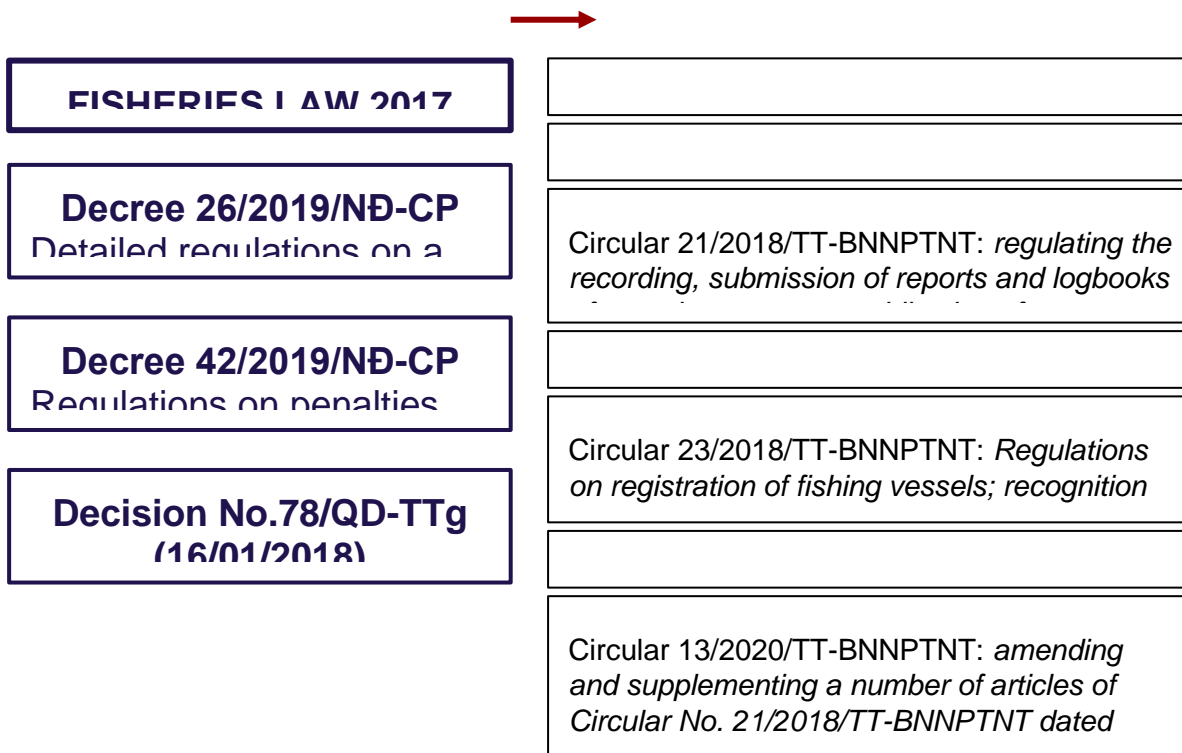 FISHERIES LAW 2017
Decree 26/2019/NĐ-CP
Detailed regulations on a
Decree 42/2019/NĐ-CP
Regulations on penalties
Decision No.78/QD-TTg
(16/01/2018)
Circular 21/2018/TT-BNNPTNT: regulating the
recording, submission of reports and logbooks
Circular 23/2018/TT-BNNPTNT: Regulations
on registration of fishing vessels; recognition
Circular 13/2020/TT-BNNPTNT: amending
and supplementing a number of articles of
Circular No. 21/2018/TT-BNNPTNT dated